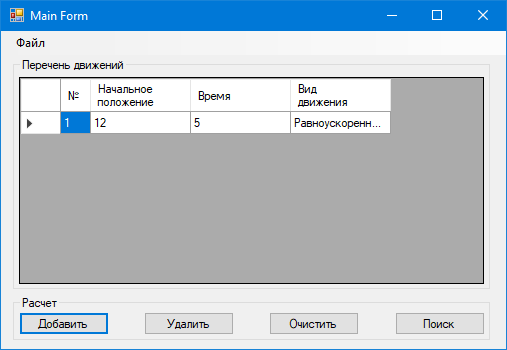 Main Form
Файл
Перечень движений
№ Начальное положение Время Вид движения
1 12 5 Равноускоренн...
Расчет
Добавить Удалить Очистить Поиск